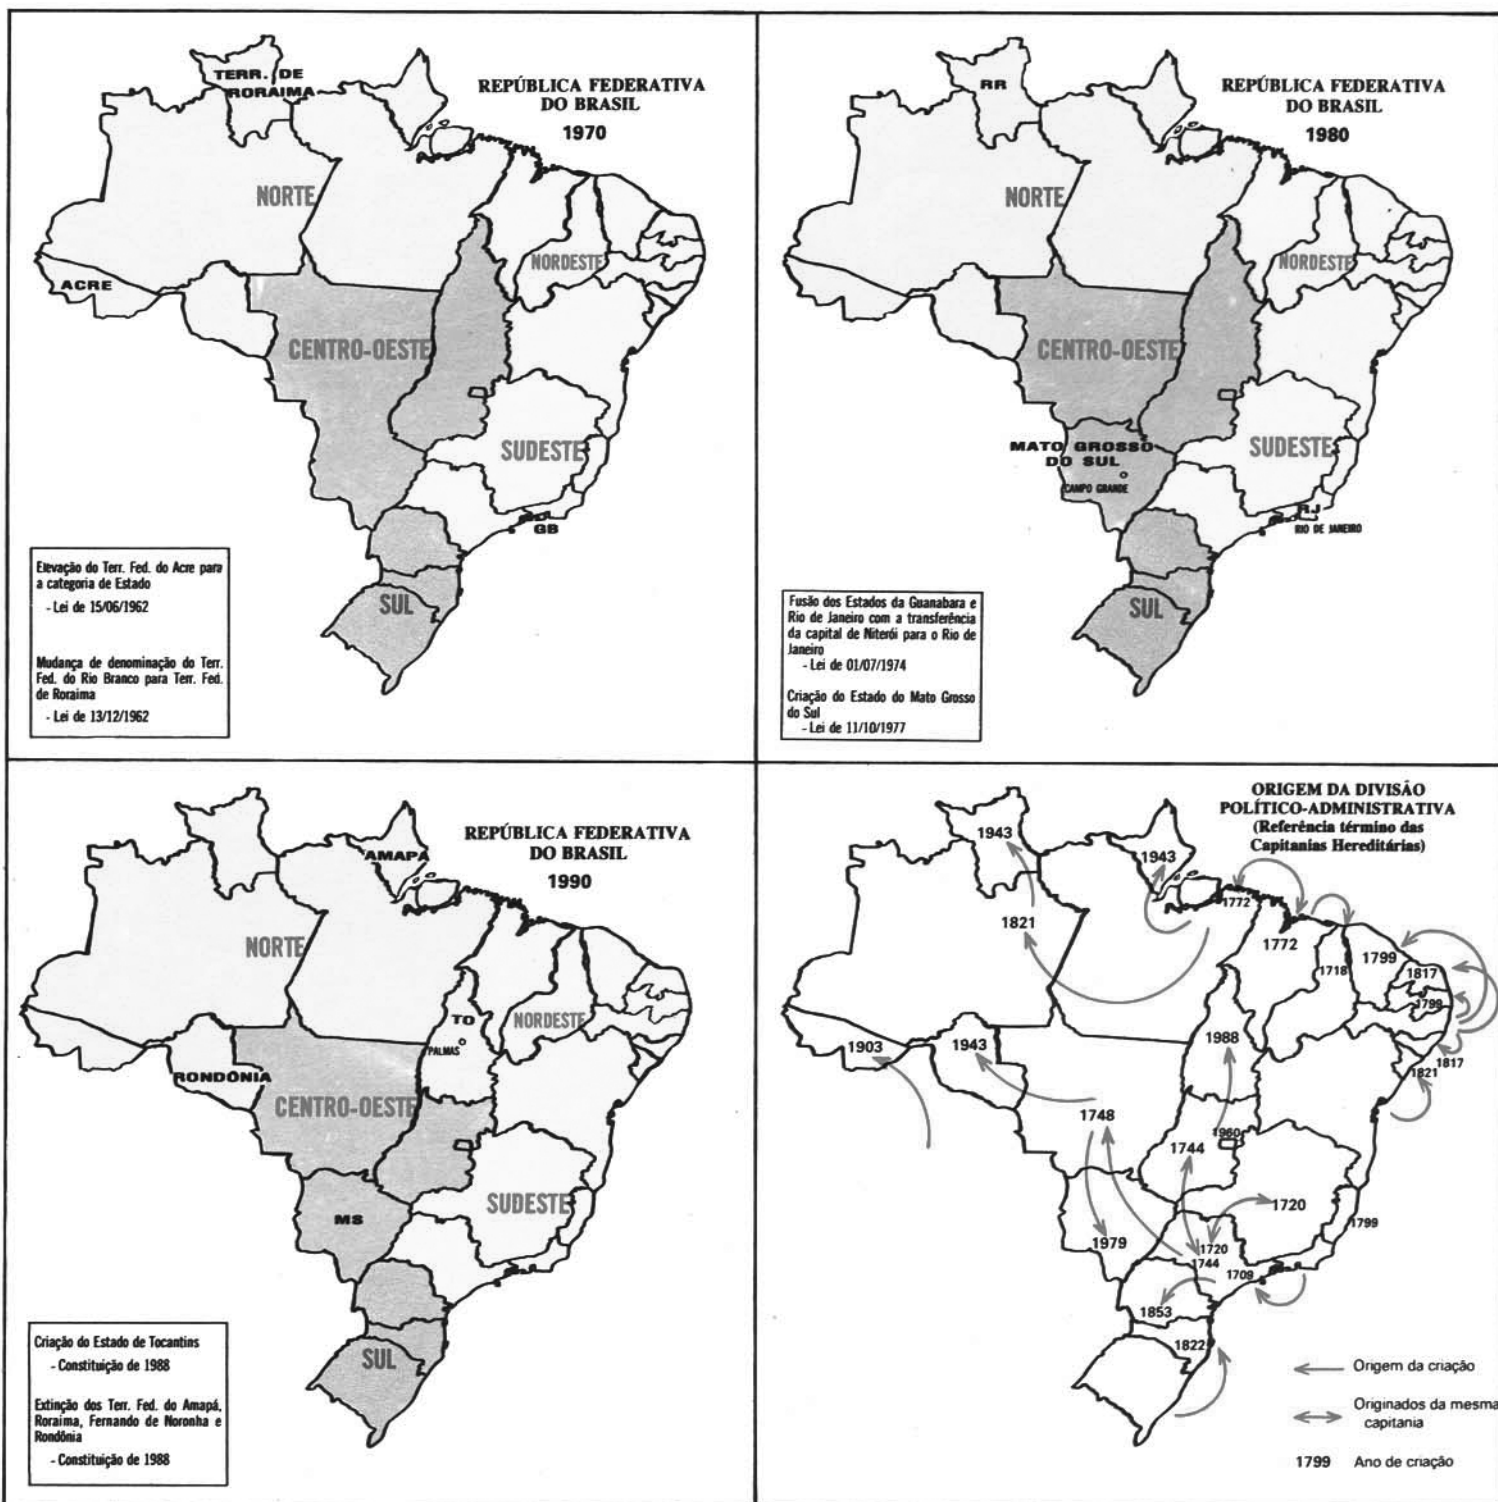 TERR. DE
RORAIMA
REPÚBLICA FEDERATIVA
DO BRASIL
1970
NORTE
NORDESTE
ACRE
CENTRO-OESTE
SUDESTE
GB
SUL
Elevação do Terr. Fed. do Acre para
a categoria de Estado
- Lei de 15/06/1962
Mudança de denominação do Terr.
Fed. do Rio Branco para Terr. Fed.
de Roraima
- Lei de 13/12/1962
RR
REPÚBLICA FEDERATIVA
DO BRASIL
1980
NORTE
NORDESTE
CENTRO-OESTE
MATO GROSSO
DO SUL
CAMPO GRANDE
SUDESTE
RJ
RIO DE JANEIRO
SUL
Fusão dos Estados da Guanabara e
Rio de Janeiro com a transferência
da capital de Niterói para o Rio de
Janeiro
- Lei de 01/07/1974
Criação do Estado do Mato Grosso
do Sul
- Lei de 11/10/1977
REPÚBLICA FEDERATIVA
DO BRASIL
1990
AMAPÁ
NORTE
TO
PALMAS
NORDESTE
RONDÔNIA
CENTRO-OESTE
SUDESTE
MS
SUL
Criação do Estado de Tocantins
- Constituição de 1988
Extinção dos Terr. Fed. do Amapá,
Roraima, Fernando de Noronha e
Rondônia
- Constituição de 1988
ORIGEM DA DIVISÃO
POLÍTICO-ADMINISTRATIVA
(Referência término das
Capitanias Hereditárias)
1943
1943
1772
1821
1772
1718
1799
1817
1799
1903
1943
1988
1821
1817
1748
1744
1960
1720
1799
1979
1720
1744
1709
1853
1822
Origem da criação
Originados da mesma
capitania
1799 Ano de criação